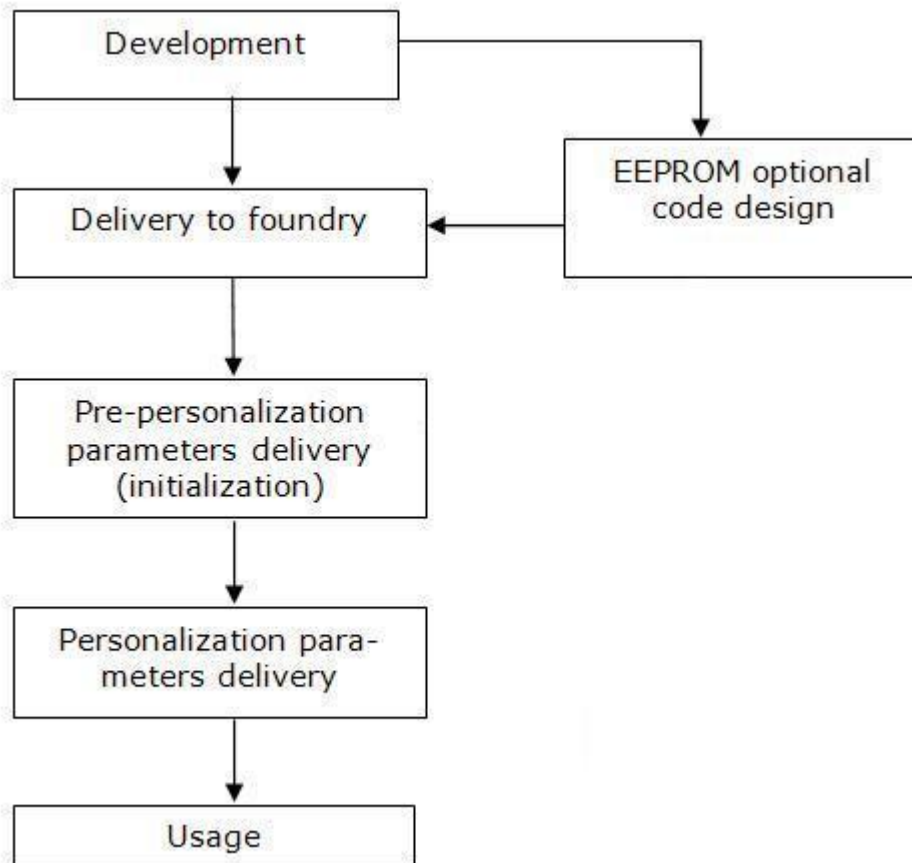 Development
EEPROM optional
code design
Delivery to foundry
Pre-personalization
parameters delivery
(initialization)
Personalization para-
meters delivery
Usage